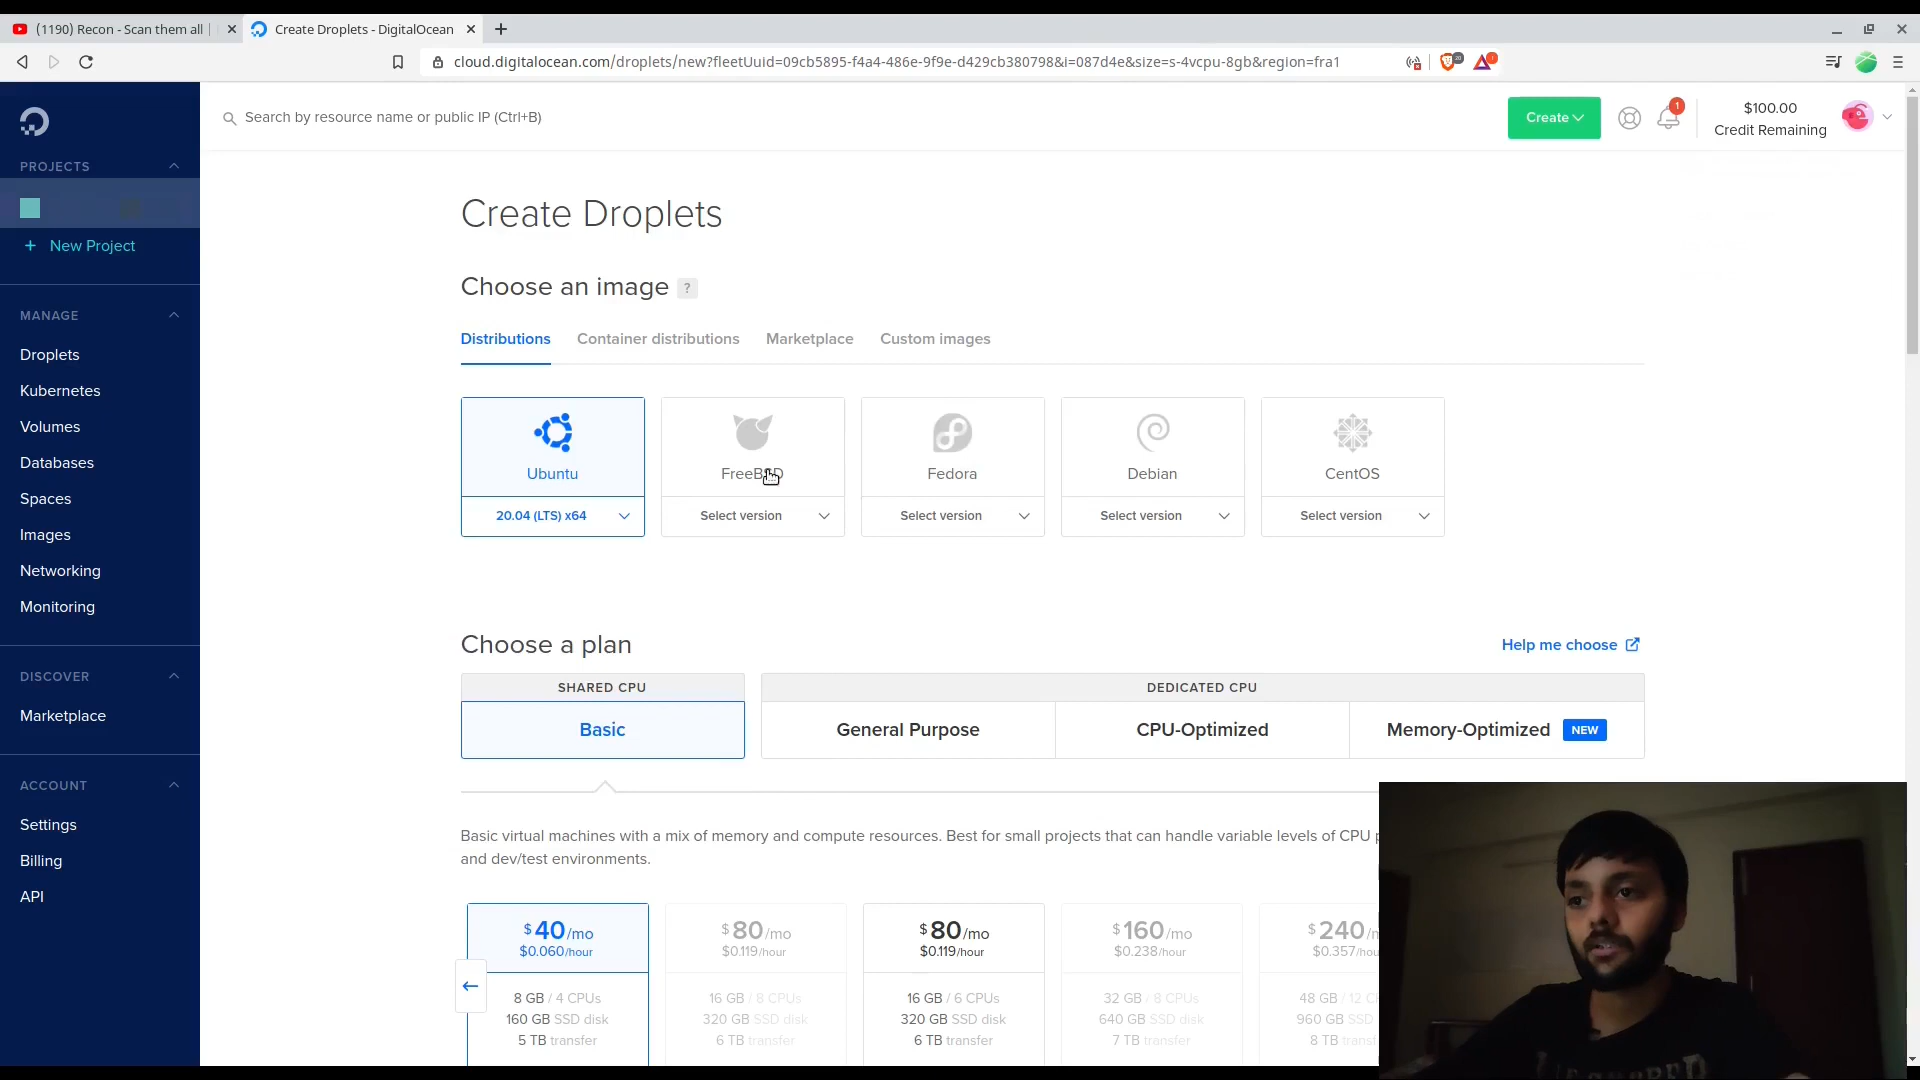 (1190) Recon - Scan them all
Create Droplets - DigitalOcean
cloud.digitalocean.com/droplets/new?fleetUuid=09cb5895-f4a4-486e-9f9e-d429cb380798&i=087d4e&size=s-4vcpu-8gb&region=fra1
Search by resource name or public IP (Ctrl+B)
Create
1
$100.00
Credit Remaining
PROJECTS
+ New Project
MANAGE
Droplets
Kubernetes
Volumes
Databases
Spaces
Images
Networking
Monitoring
DISCOVER
Marketplace
ACCOUNT
Settings
Billing
API
Create Droplets
Choose an image ?
Distributions Container distributions Marketplace Custom images
Ubuntu FreeBSD Fedora Debian CentOS
20.04 (LTS) x64 Select version Select version Select version Select version
Choose a plan
Help me choose
SHARED CPU DEDICATED CPU
Basic General Purpose CPU-Optimized Memory-Optimized NEW
Basic virtual machines with a mix of memory and compute resources. Best for small projects that can handle variable levels of CPU
and dev/test environments.
$40/mo $80/mo $80/mo $160/mo $240/
$0.060/hour $0.119/hour $0.119/hour $0.238/hour $0.357/hou
8 GB / 4 CPUs 16 GB / 8 CPUs 16 GB / 6 CPUs 32 GB / 8 CPUs 48 GB / 12
160 GB SSD disk 320 GB SSD disk 320 GB SSD disk 640 GB SSD disk 960 GB SSD
5 TB transfer 6 TB transfer 6 TB transfer 7 TB transfer 8 TB